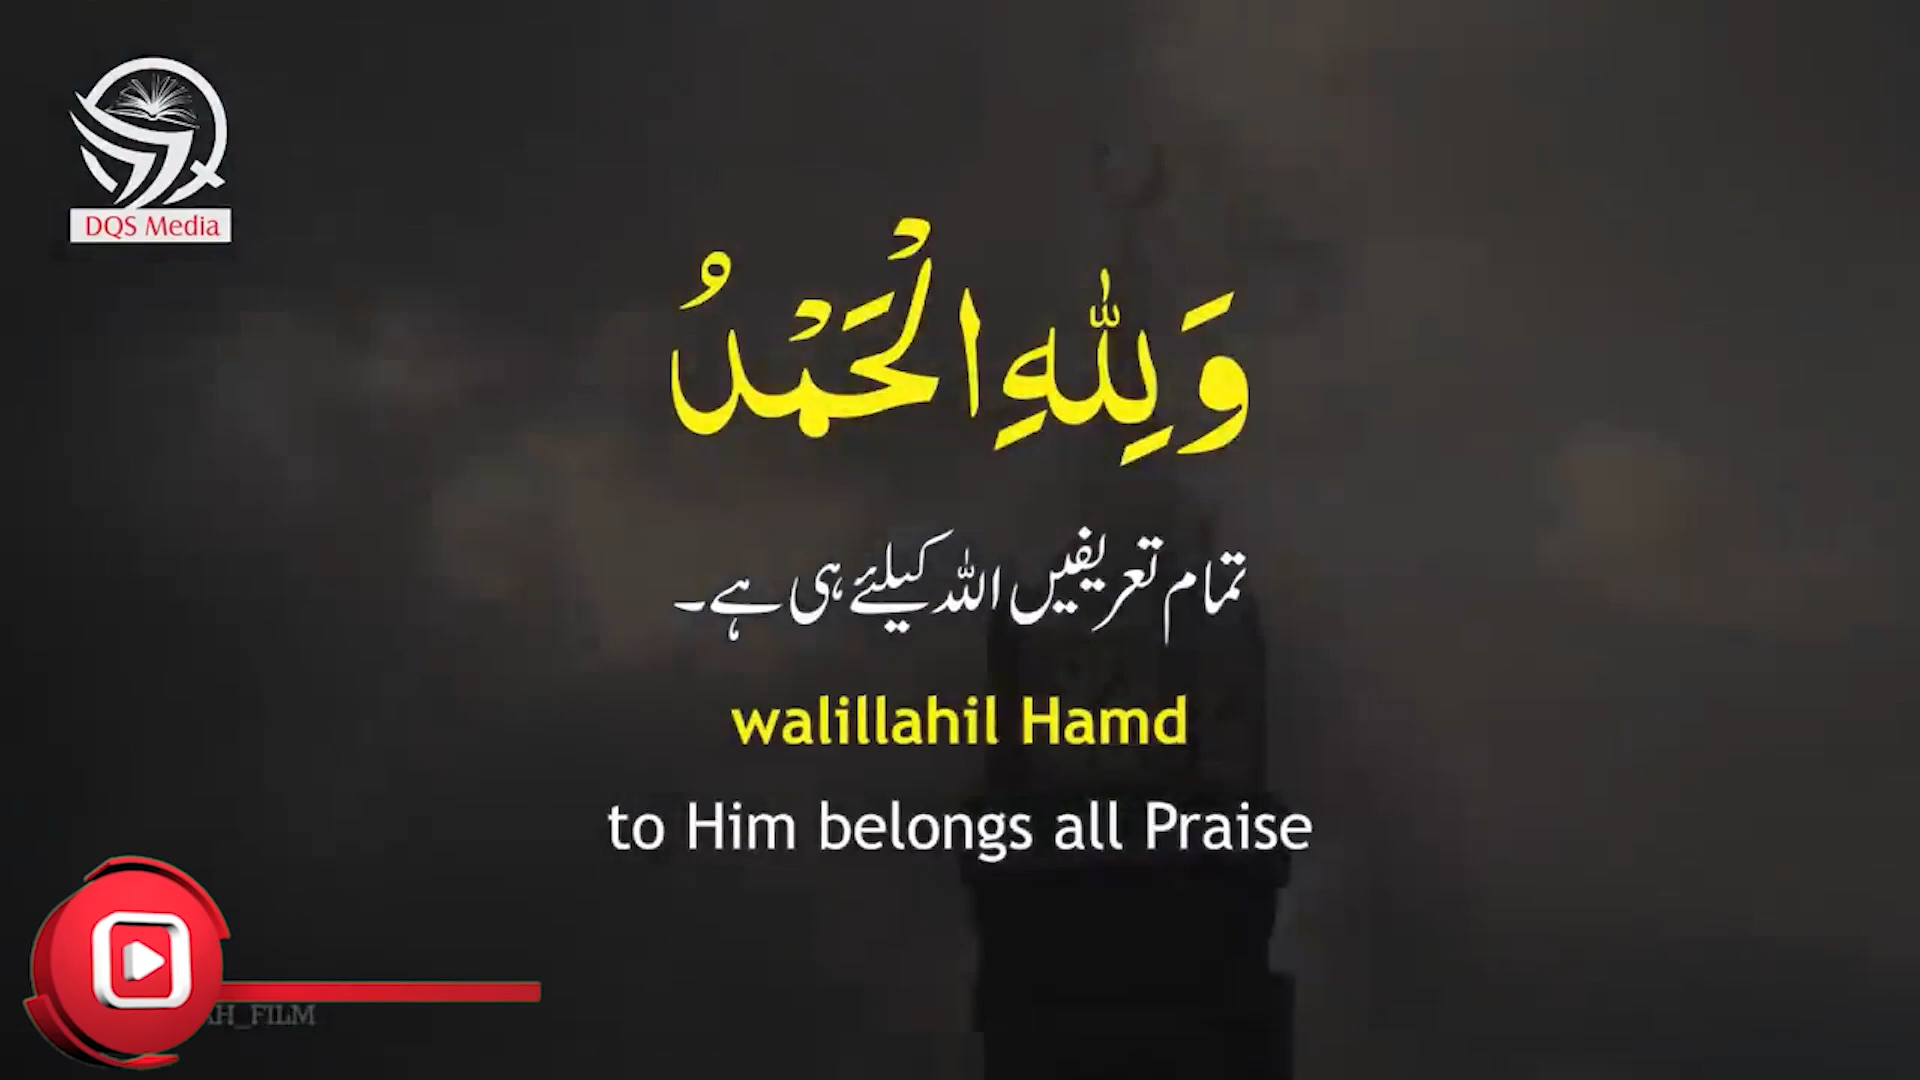 DQS Media
وَلِلّٰهِ الْحَمْدُ
تمام تعریفیں اللہ کیلئے ہی ہے۔
walillahil Hamd
to Him belongs all Praise